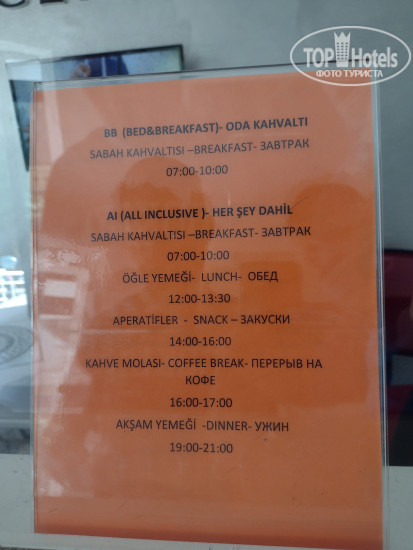 TOP Hotels
ФОТО ТУРИСТА
BB (BED&BREAKFAST)- ODA KAHVALTI
SABAH KAHVALTISI –BREAKFAST- ЗАВТРАК
07:00-10:00
AI (ALL INCLUSIVE )- HER ŞEY DAHİL
SABAH KAHVALTISI –BREAKFAST- ЗАВТРАК
07:00-10:00
ÖĞLE YEMEĞİ- LUNCH- ОБЕД
12:00-13:30
APERATİFLER - SNACK – ЗАКУСКИ
14:00-16:00
KAHVE MOLASI- COFFEE BREAK- ПЕРЕРЫВ НА
КОФЕ
16:00-17:00
AKŞAM YEMEĞİ -DINNER- УЖИН
19:00-21:00